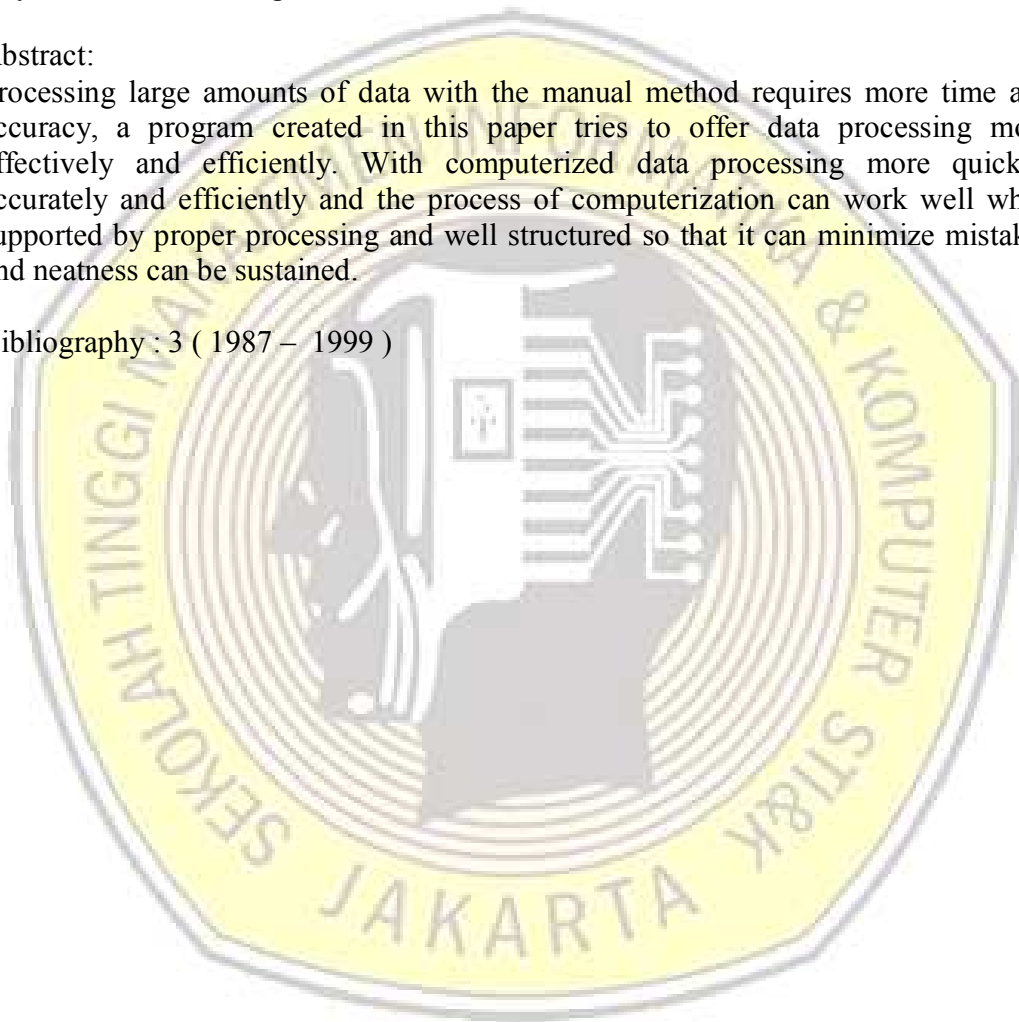 bstract:
rocessing large amounts of data with the manual method requires more time a
ccuracy, a program created in this paper tries to offer data processing mo
ffectively and efficiently. With computerized data processing more quick
ccurately and efficiently and the process of computerization can work well wh
upported by proper processing and well structured so that it can minimize mistak
nd neatness can be sustained.
ibliography : 3 ( 1987 – 1999 )
SEKOLAH TINGGI MANAJEMEN INFORMATIKA & KOMPUTER STI&K
JAKARTA